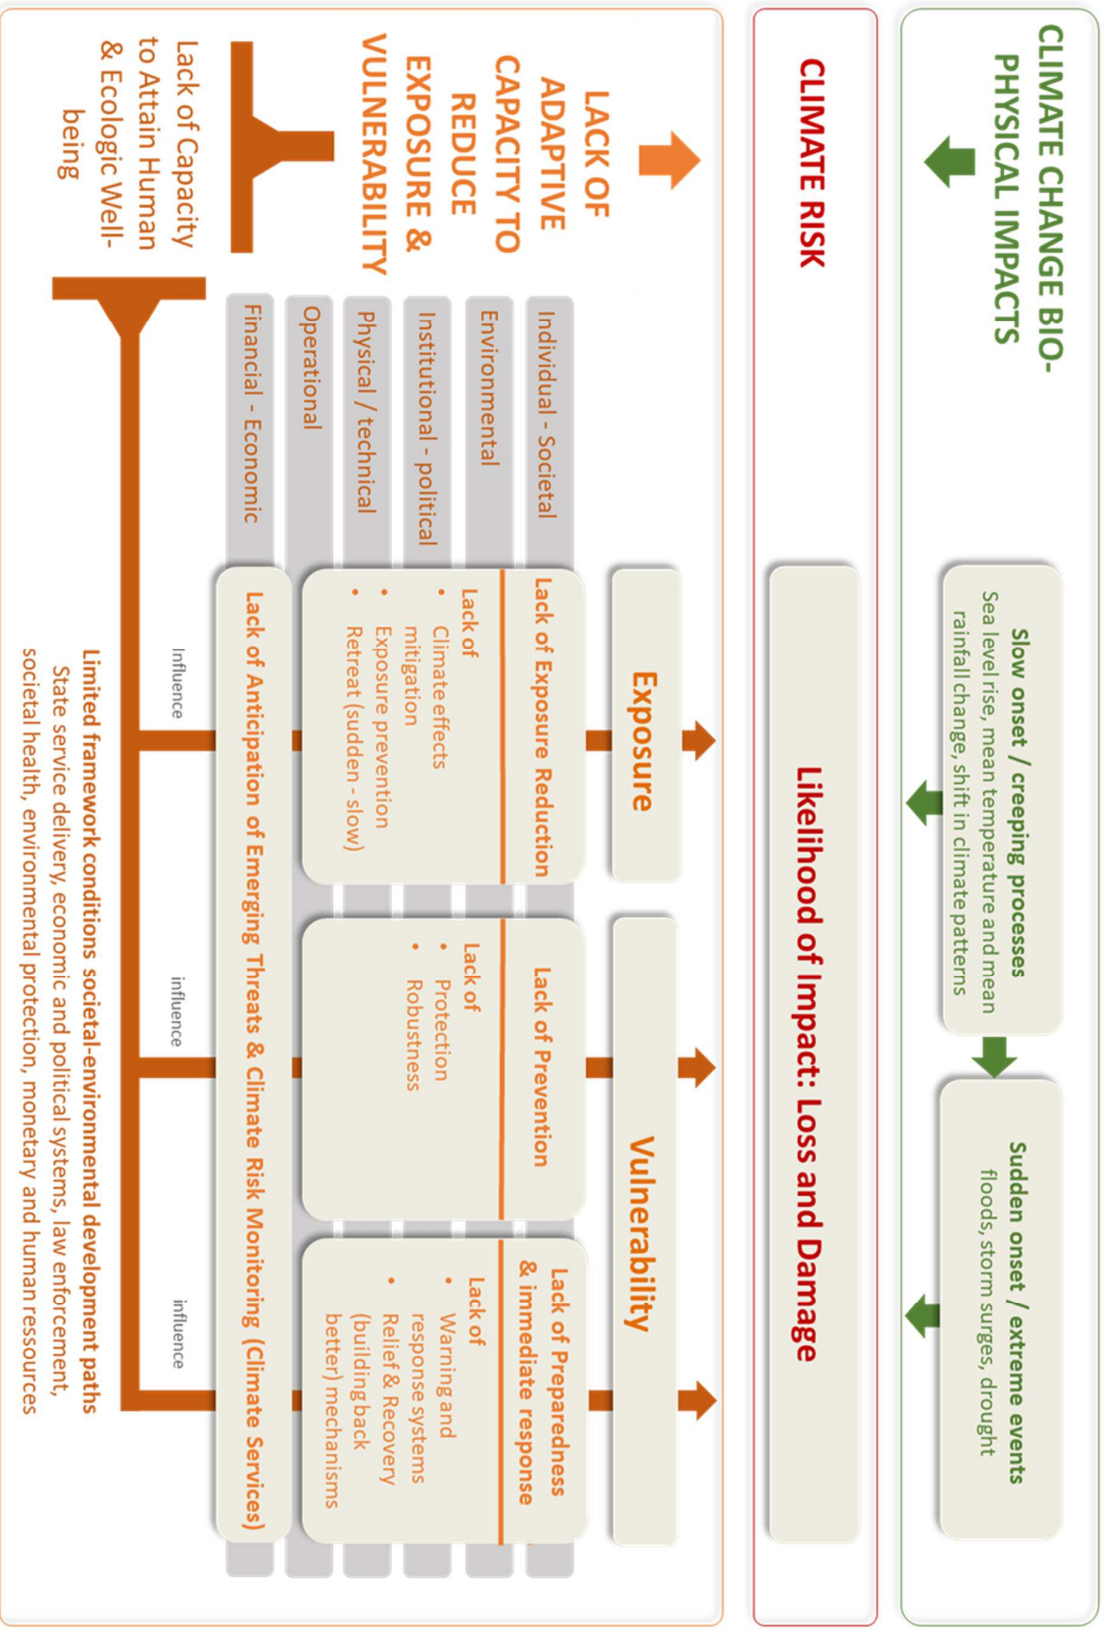 CLIMATE CHANGE BIO-
PHYSICAL IMPACTS
Slow onset / creeping processes
Sea level rise, mean temperature and mean
rainfall change, shift in climate patterns
Sudden onset / extreme events
floods, storm surges, drought
CLIMATE RISK
Likelihood of Impact: Loss and Damage
LACK OF
ADAPTIVE
CAPACITY TO
REDUCE
EXPOSURE &
VULNERABILITY
Exposure
Vulnerability
Individual - Societal
Environmental
Institutional - political
Physical / technical
Operational
Financial - Economic
Lack of Exposure Reduction
Lack of
• Climate effects
mitigation
• Exposure prevention
• Retreat (sudden - slow)
Lack of Prevention
Lack of
• Protection
• Robustness
Lack of Preparedness
& immediate response
Lack of
• Warning and
response systems
• Relief & Recovery
(building back
better) mechanisms
Lack of Anticipation of Emerging Threats & Climate Risk Monitoring (Climate Services)
Lack of Capacity
to Attain Human
& Ecologic Well-
being
Influence
influence
influence
Limited framework conditions societal-environmental development paths
State service delivery, economic and political systems, law enforcement,
societal health, environmental protection, monetary and human ressources